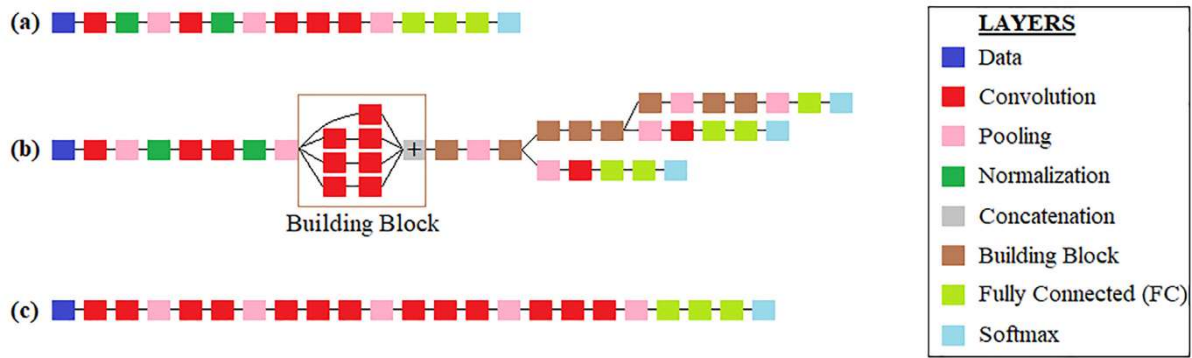 (a)
LAYERS
Data
Convolution
Pooling
Normalization
Concatenation
Building Block
Fully Connected (FC)
Softmax
(b)
+
Building Block
(c)